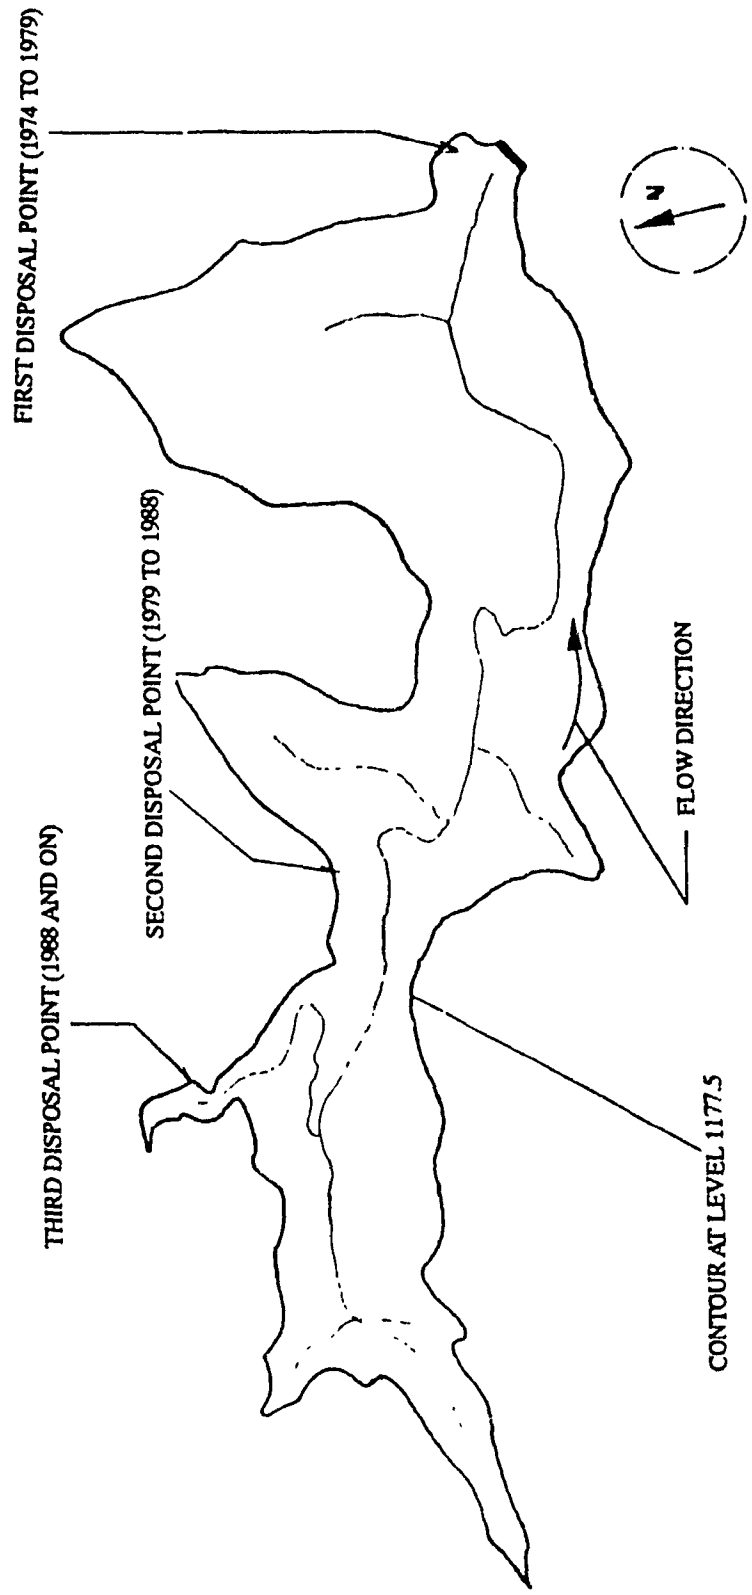 THIRD DISPOSAL POINT (1988 AND ON)
SECOND DISPOSAL POINT (1979 TO 1988)
FIRST DISPOSAL POINT (1974 TO 1979)
N
CONTOUR AT LEVEL 1177.5
FLOW DIRECTION